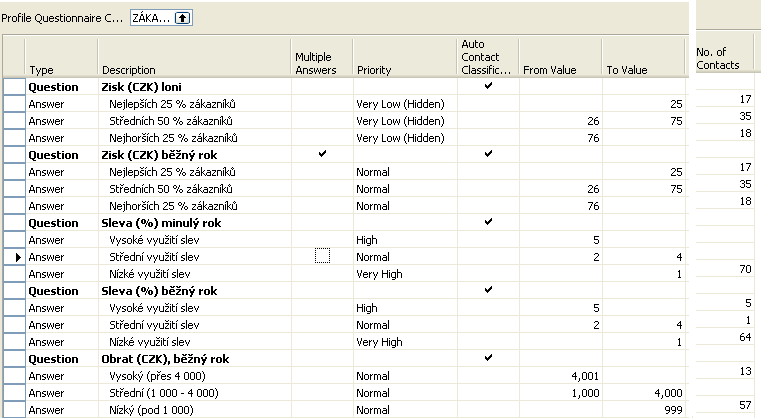 Profile Questionnaire C... ZÁKA...
Type
Description
Multiple
Answers
Priority
Auto
Contact
Classific...
From Value
To Value
No. of
Contacts
Question Zisk (CZK) loni
Answer Nejlepších 25 % zákazníků Very Low (Hidden) 25 17
Answer Středních 50 % zákazníků Very Low (Hidden) 26 75 35
Answer Nejhorších 25 % zákazníků Very Low (Hidden) 76 18
Question Zisk (CZK) běžný rok
Answer Nejlepších 25 % zákazníků Normal 25 17
Answer Středních 50 % zákazníků Normal 26 75 35
Answer Nejhorších 25 % zákazníků Normal 76 18
Question Sleva (%) minulý rok
Answer Vysoké využití slev High 5
Answer Střední využití slev Normal 2 4
Answer Nízké využití slev Very High 1 70
Question Sleva (%) běžný rok
Answer Vysoké využití slev High 5 5
Answer Střední využití slev Normal 2 4 1
Answer Nízké využití slev Very High 1 64
Question Obrat (CZK), běžný rok
Answer Vysoký (přes 4 000) Normal 4,001 13
Answer Střední (1 000 - 4 000) Normal 1,000 4,000
Answer Nízký (pod 1 000) Normal 999 57